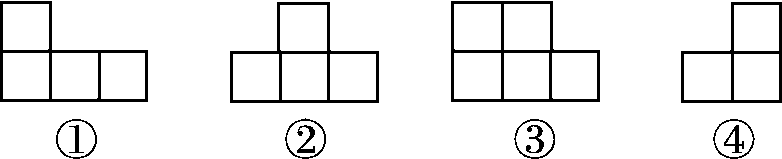 ① ② ③ ④